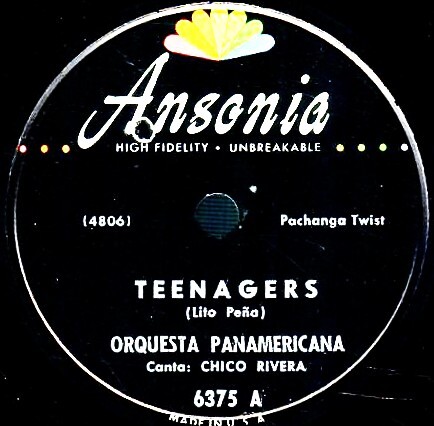 Ansonia
HIGH FIDELITY • UNBREAKABLE
(4806) Pachanga Twist
TEENAGERS
(Lito Peña)
ORQUESTA PANAMERICANA
Canta: CHICO RIVERA
6375 A
MADE IN U.S.A